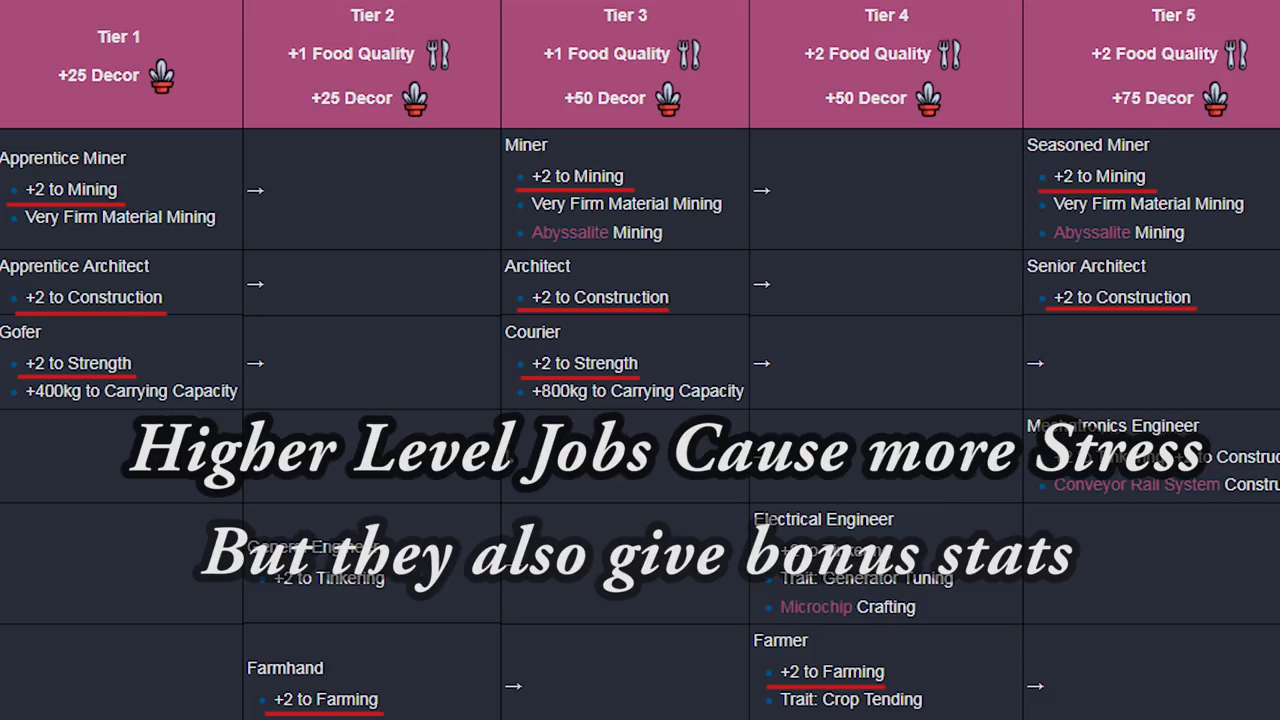 Tier 1
+25 Decor
Tier 2
+1 Food Quality
+25 Decor
Tier 3
+1 Food Quality
+50 Decor
Tier 4
+2 Food Quality
+50 Decor
Tier 5
+2 Food Quality
+75 Decor
Apprentice Miner
+2 to Mining
Very Firm Material Mining
→
Miner
+2 to Mining
Very Firm Material Mining
Abyssalite Mining
→
Seasoned Miner
+2 to Mining
Very Firm Material Mining
Abyssalite Mining
Apprentice Architect
+2 to Construction
→
Architect
+2 to Construction
→
Senior Architect
+2 to Construction
Gofer
+2 to Strength
+400kg to Carrying Capacity
→
Courier
+2 to Strength
+800kg to Carrying Capacity
→
→
Mechatronics Engineer
Constru
Conveyor Rail System Constru
Higher Level Jobs Cause more Stress
But they also give bonus stats
General Engineer
+2 to Tinkering
Electrical Engineer
Trait: Generator Tuning
Microchip Crafting
Farmhand
+2 to Farming
→
Farmer
+2 to Farming
Trait: Crop Tending
→